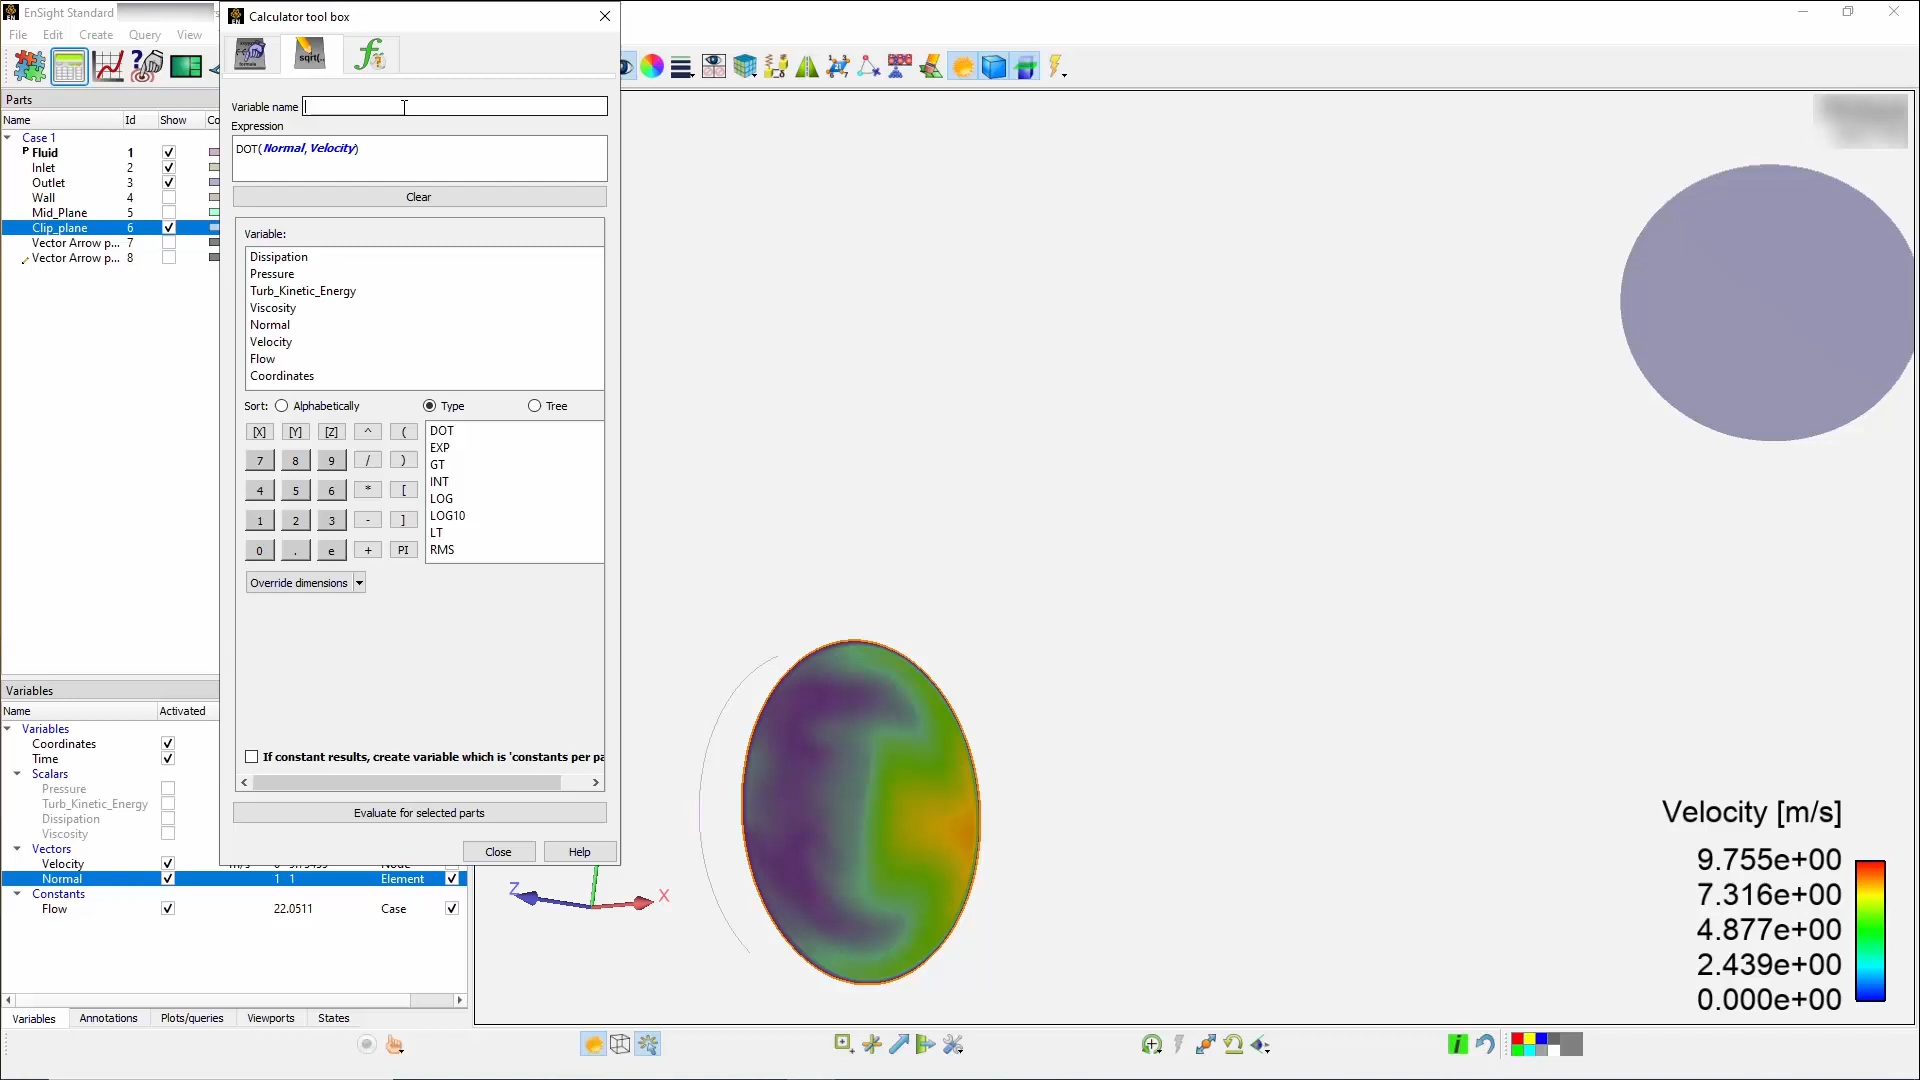 EnSight Standard
File Edit Create Query View
Calculator tool box
sqrt(..
Parts
Name Id Show Co
Case 1
P Fluid 1
Inlet 2
Outlet 3
Wall 4
Mid_Plane 5
Clip_plane 6
Vector Arrow p... 7
Vector Arrow p... 8
Variable name
Expression
DOT(Normal,Velocity)
Clear
Variable:
Dissipation
Pressure
Turb_Kinetic_Energy
Viscosity
Normal
Velocity
Flow
Coordinates
Sort: Alphabetically Type Tree
[X] [Y] [Z] ^ (
7 8 9 / )
4 5 6 * [
1 2 3 - ]
0 . e + PI
DOT
EXP
GT
INT
LOG
LOG10
LT
RMS
Override dimensions
If constant results, create variable which is 'constants per pa
Evaluate for selected parts
Close Help
Variables
Name Activated
Variables
Coordinates
Time
Scalars
Pressure
Turb_Kinetic_Energy
Dissipation
Viscosity
Vectors
Velocity
Normal 1 1 Element
Constants
Flow 22.0511 Case
Variables Annotations Plots/queries Viewports States
Z X
Velocity [m/s]
9.755e+00
7.316e+00
4.877e+00
2.439e+00
0.000e+00